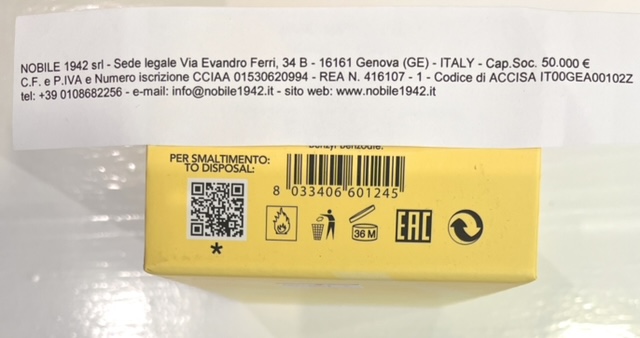 NOBILE 1942 srl - Sede legale Via Evandro Ferri, 34 B - 16161 Genova (GE) - ITALY - Cap.Soc. 50.000 €
C.F. e P.IVA e Numero iscrizione CCIAA 01530620994 - REA N. 416107 - 1 - Codice di ACCISA IT00GEA00102Z
tel: +39 0108682256 - e-mail: info@nobile1942.it - sito web: www.nobile1942.it
PER SMALTIMENTO:
TO DISPOSAL:
8 033406 601245
*
36 M
EAC